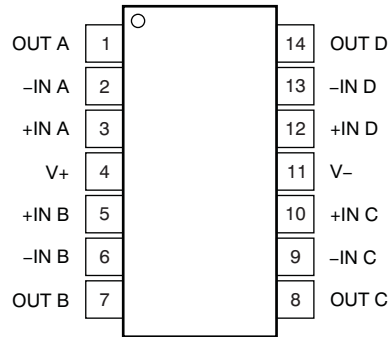 OUT A 1 14 OUT D
−IN A 2 13 −IN D
+IN A 3 12 +IN D
V+ 4 11 V−
+IN B 5 10 +IN C
−IN B 6 9 −IN C
OUT B 7 8 OUT C